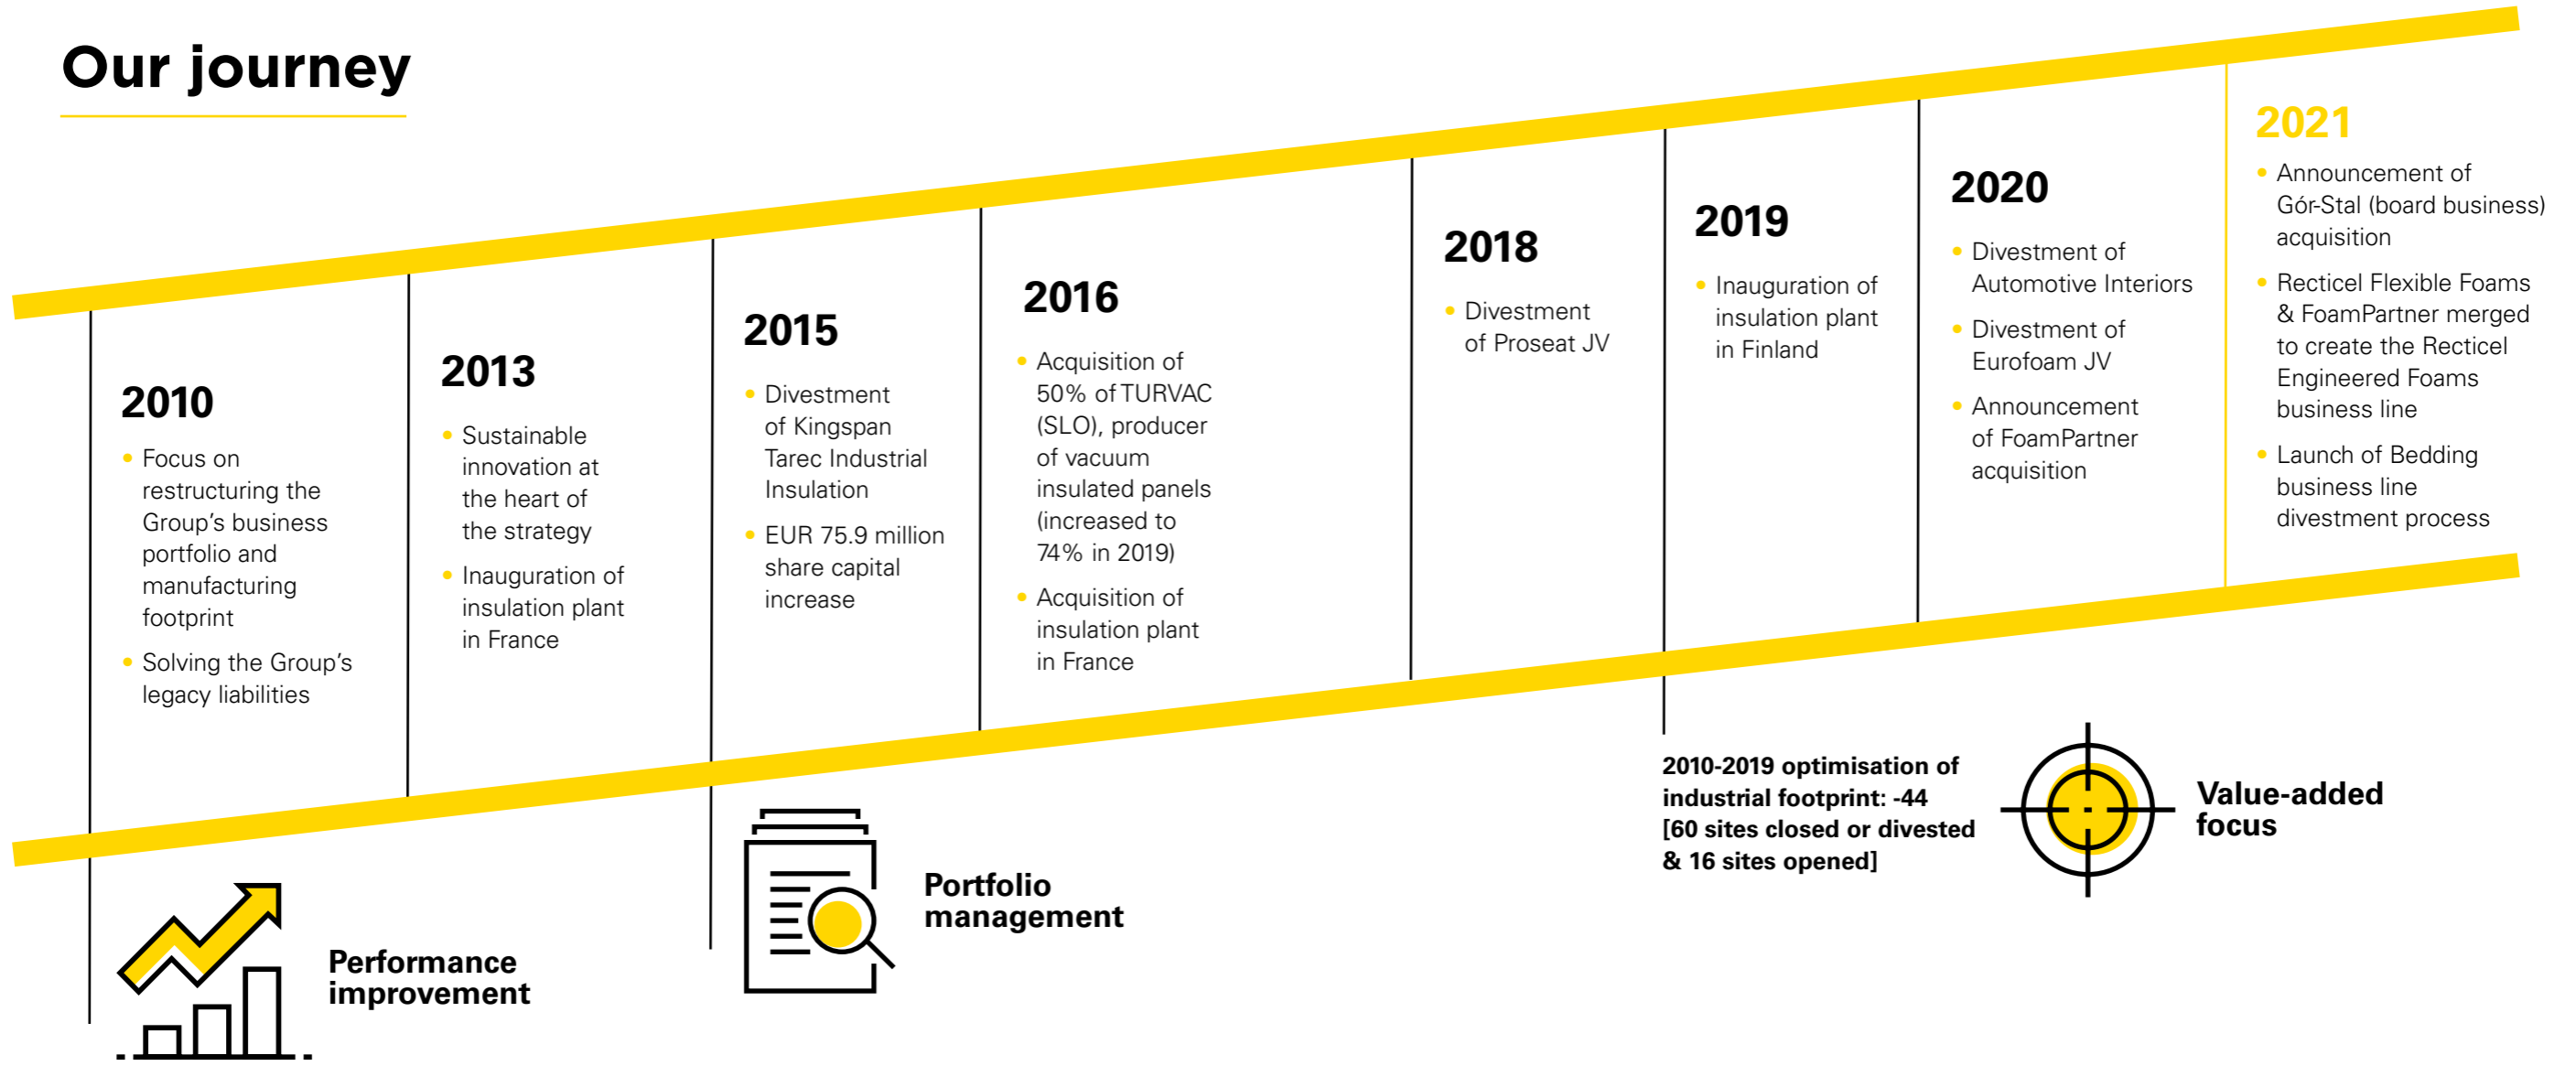 Our journey
2010
• Focus on
restructuring the
Group’s business
portfolio and
manufacturing
footprint
• Solving the Group’s
legacy liabilities
2013
• Sustainable
innovation at
the heart of
the strategy
• Inauguration of
insulation plant
in France
2015
• Divestment
of Kingspan
Tarec Industrial
Insulation
• EUR 75.9 million
share capital
increase
2016
• Acquisition of
50% of TURVAC
(SLO), producer
of vacuum
insulated panels
(increased to
74% in 2019)
• Acquisition of
insulation plant
in France
2018
• Divestment
of Proseat JV
2019
• Inauguration of
insulation plant
in Finland
2020
• Divestment of
Automotive Interiors
• Divestment of
Eurofoam JV
• Announcement
of FoamPartner
acquisition
2021
• Announcement of
Gór-Stal (board business)
acquisition
• Recticel Flexible Foams
& FoamPartner merged
to create the Recticel
Engineered Foams
business line
• Launch of Bedding
business line
divestment process
Performance
improvement
Portfolio
management
2010-2019 optimisation of
industrial footprint: -44
[60 sites closed or divested
& 16 sites opened]
Value-added
focus